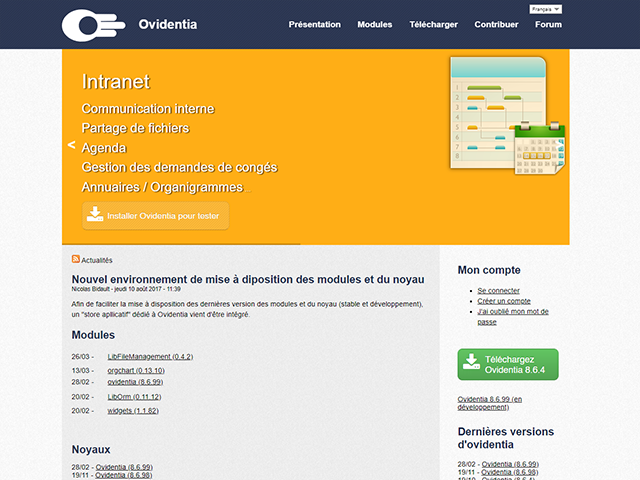 Français
Ovidentia
Présentation Modules Télécharger Contribuer Forum
Intranet
Communication interne
Partage de fichiers
<
Agenda
Gestion des demandes de congés
Annuaires / Organigrammes
Installer Ovidentia pour tester
Actualités
Nouvel environnement de mise à diposition des modules et du noyau
Nicolas Bidault - jeudi 10 août 2017 - 11:39
Afin de faciliter la mise à disposition des dernières version des modules et du noyau (stable et développement),
un "store apllicatif" dédié à Ovidentia vient d'être intégré.
Modules
26/03 - LibFileManagement (0.4.2)
13/03 - orgchart (0.13.10)
28/02 - ovidentia (8.6.99)
20/02 - LibOrm (0.11.12)
20/02 - widgets (1.1.62)
Noyaux
28/02 - Ovidentia (8.6.99)
19/11 - Ovidentia (8.6.98)
Mon compte
Se connecter
Créer un compte
J'ai oublié mon mot de
passe
Téléchargez
Ovidentia 8.6.4
Ovidentia 8.6.99 (en
développement)
Dernières versions
d'ovidentia
28/02 - Ovidentia (8.6.99)
19/11 - Ovidentia (8.6.98)